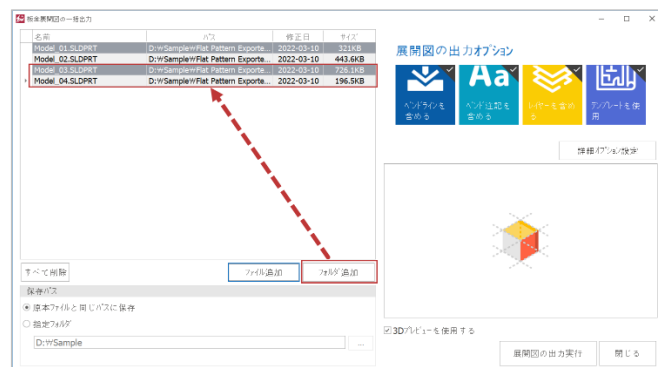 板金展開図の一括出力
名前 パス 修正日 サイズ
Model_01.SLDPRT D:₩Sample₩Flat Pattern Exporte... 2022-03-10 321KB
Model_02.SLDPRT D:₩Sample₩Flat Pattern Exporte... 2022-03-10 443.6KB
Model_03.SLDPRT D:₩Sample₩Flat Pattern Exporte... 2022-03-10 726.1KB
Model_04.SLDPRT D:₩Sample₩Flat Pattern Exporte... 2022-03-10 196.5KB
すべて削除 ファイル追加 フォルダ追加
保存パス
原本ファイルと同じパスに保存
指定フォルダ
D:₩Sample ...
展開図の出力オプション
ベンドラインを
含める
Aa
ベンド注記を
含める
レイヤーを含め
る
テンプレートを使
用
詳細オプション設定
3Dプレビューを使用する
展開図の出力実行 閉じる